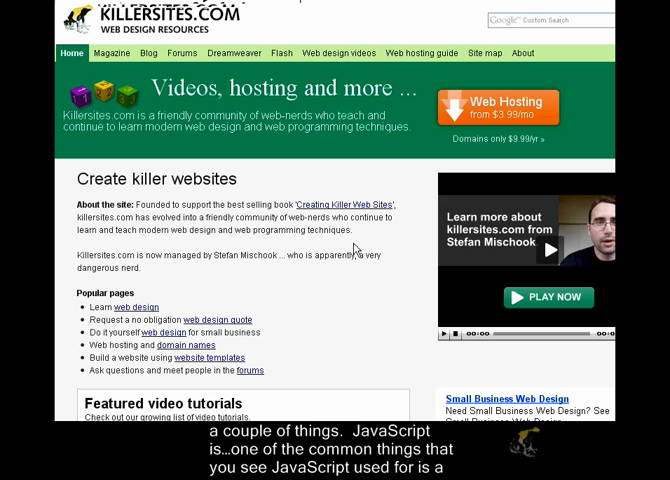 KILLERSITES.COM
WEB DESIGN RESOURCES
Google Custom Search
Home Magazine Blog Forums Dreamweaver Flash Web design videos Web hosting guide Site map About
Videos, hosting and more ...
Killersites.com is a friendly community of web-nerds who teach and
continue to learn modern web design and web programming techniques.
Web Hosting
from $3.99/mo
Domains only $9.99/yr »
Create killer websites
About the site: Founded to support the best selling book 'Creating Killer Web Sites',
killersites.com has evolved into a friendly community of web-nerds who continue to
learn and teach modern web design and web programming techniques.
Killersites.com is now managed by Stefan Mischook ... who is apparently, a very
dangerous nerd.
Learn more about
killersites.com from
Stefan Mischook
PLAY NOW
00:00
00:0
Popular pages
Learn web design
Request a no obligation web design quote
Do it yourself web design for small business
Web hosting and domain names
Build a website using website templates
Ask questions and meet people in the forums
Featured video tutorials
Check out our growing list of video tutorials.
Small Business Web Design
Need Small Business Web Design? See
a couple of things. JavaScript
is...one of the common things that
you see JavaScript used for is a